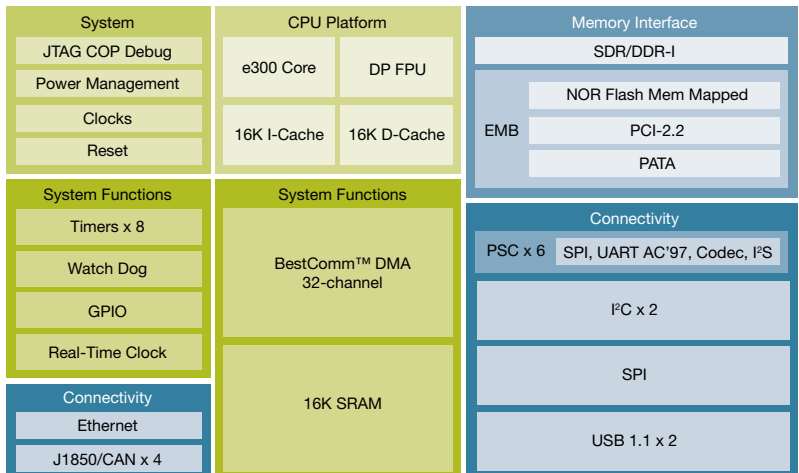 System
JTAG COP Debug
Power Management
Clocks
Reset
CPU Platform
e300 Core
DP FPU
16K I-Cache
16K D-Cache
Memory Interface
SDR/DDR-I
EMB
NOR Flash Mem Mapped
PCI-2.2
PATA
System Functions
Timers x 8
Watch Dog
GPIO
Real-Time Clock
System Functions
BestComm™ DMA
32-channel
16K SRAM
Connectivity
PSC x 6
SPI, UART AC’97, Codec, I²S
I²C x 2
SPI
USB 1.1 x 2
Connectivity
Ethernet
J1850/CAN x 4